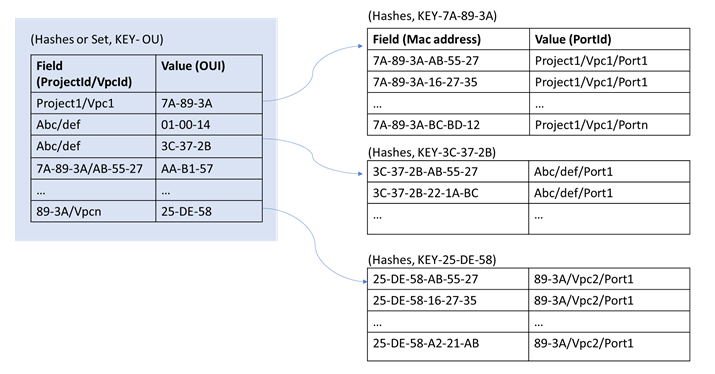 (Hashes or Set, KEY- OU)
Field (ProjectId/VpcId) Value (OUI)
Project1/Vpc1 7A-89-3A
Abc/def 01-00-14
Abc/def 3C-37-2B
7A-89-3A/AB-55-27 AA-B1-57
... ...
89-3A/Vpcn 25-DE-58
(Hashes, KEY-7A-89-3A)
Field (Mac address) Value (PortId)
7A-89-3A-AB-55-27 Project1/Vpc1/Port1
7A-89-3A-16-27-35 Project1/Vpc1/Port1
... ...
7A-89-3A-BC-BD-12 Project1/Vpc1/Portn
(Hashes, KEY-3C-37-2B)
3C-37-2B-AB-55-27 Abc/def/Port1
3C-37-2B-22-1A-BC Abc/def/Port1
... ...
(Hashes, KEY-25-DE-58)
25-DE-58-AB-55-27 89-3A/Vpc2/Port1
25-DE-58-16-27-35 89-3A/Vpc2/Port1
... ...
25-DE-58-A2-21-AB 89-3A/Vpc2/Port1